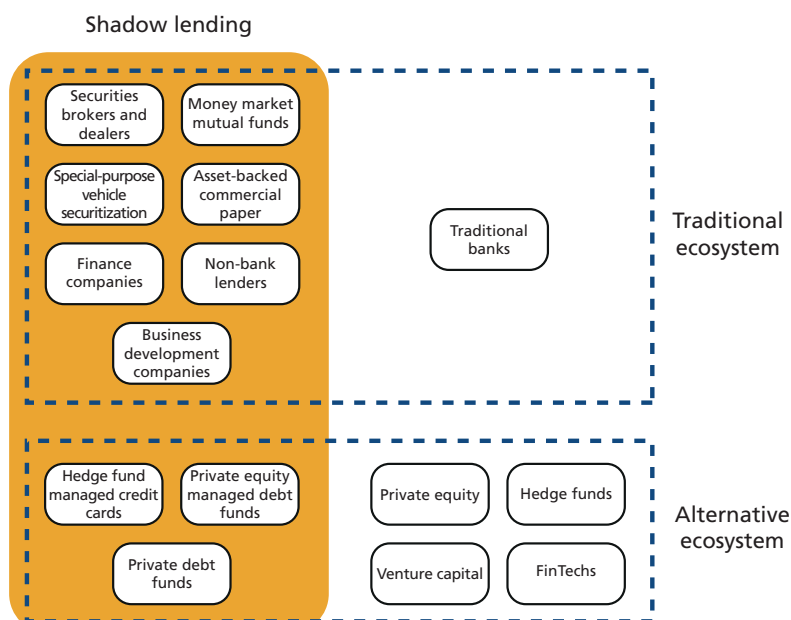 Shadow lending
Securities
brokers and
dealers
Money market
mutual funds
Special-purpose
vehicle
securitization
Asset-backed
commercial
paper
Finance
companies
Non-bank
lenders
Business
development
companies
Traditional
banks
Traditional
ecosystem
Hedge fund
managed credit
cards
Private equity
managed debt
funds
Private debt
funds
Private equity
Hedge funds
Venture capital
FinTechs
Alternative
ecosystem